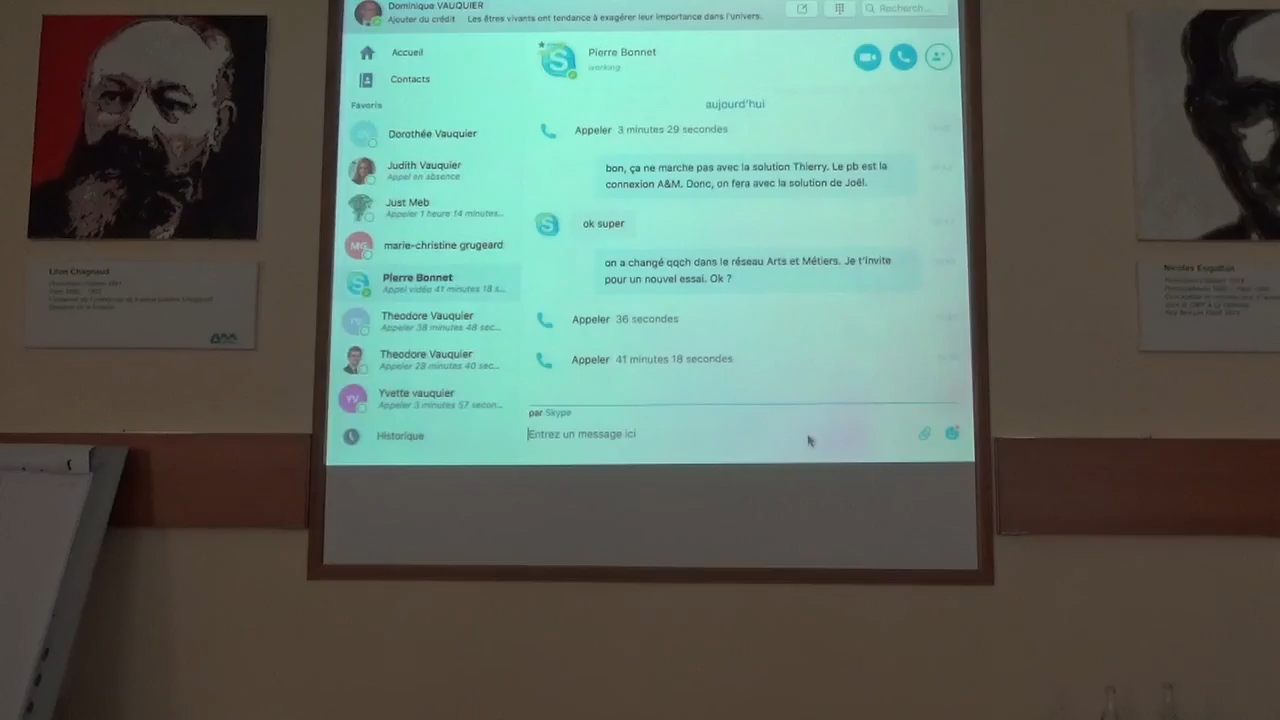 Dominique VAUQUIER
Ajouter du crédit Les êtres vivants ont tendance à exagérer leur importance dans l'univers.
Recherch...
Accueil
Contacts
Favoris
Dorothée Vauquier
Judith Vauquier
Appel en absence
Just Meb
Appeler 1 heure 14 minutes...
MG
marie-christine grugeard
Pierre Bonnet
Appel vidéo 41 minutes 18 s...
Theodore Vauquier
Appeler 38 minutes 48 sec...
Theodore Vauquier
Appeler 28 minutes 40 sec...
YV
Yvette vauquier
Appeler 3 minutes 57 secon...
Historique
Pierre Bonnet
working
aujourd'hui
Appeler 3 minutes 29 secondes
bon, ça ne marche pas avec la solution Thierry. Le pb est la
connexion A&M. Donc, on fera avec la solution de Joël.
ok super
on a changé qqch dans le réseau Arts et Métiers. Je t'invite
pour un nouvel essai. Ok ?
Appeler 36 secondes
Appeler 41 minutes 18 secondes
par Skype
Entrez un message ici
Léon Chagnaud